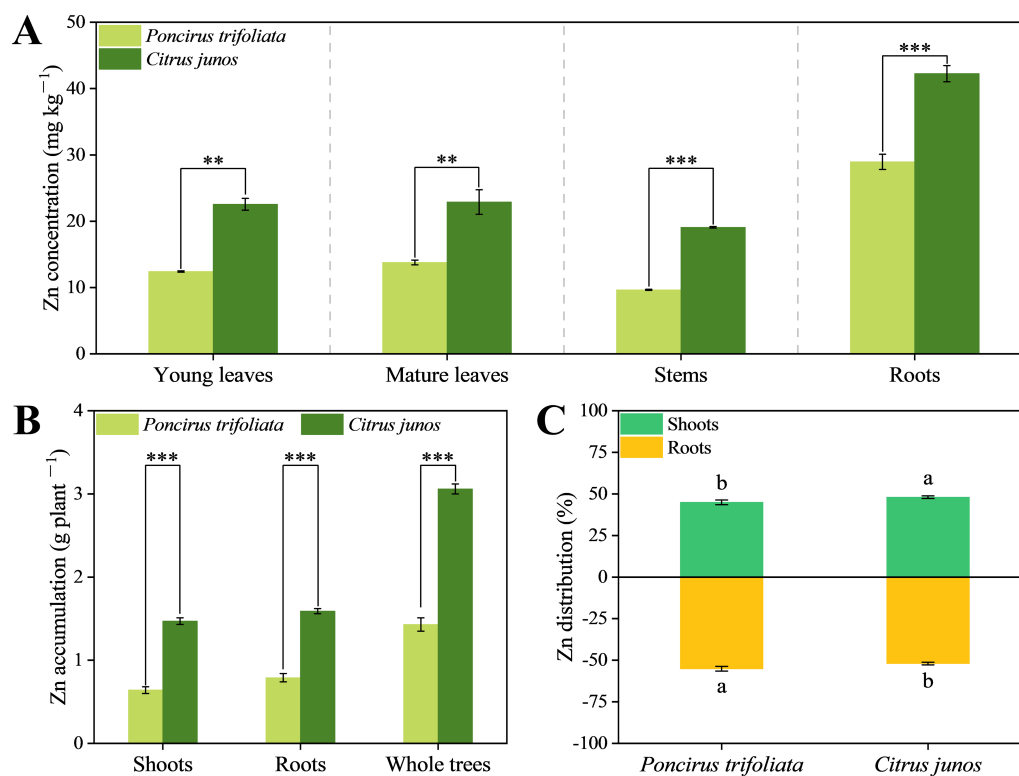 A
Poncirus trifoliata
Citrus junos
Zn concentration (mg kg⁻¹)
50
40
30
20
10
0
**
**
***
***
Young leaves Mature leaves Stems Roots
B
Poncirus trifoliata Citrus junos
Zn accumulation (g plant ⁻¹)
4
3
2
1
0
***
***
***
Shoots Roots Whole trees
C
Shoots
Roots
Zn distribution (%)
100
75
50
25
0
-25
-50
-75
-100
b
a
a
b
Poncirus trifoliata Citrus junos